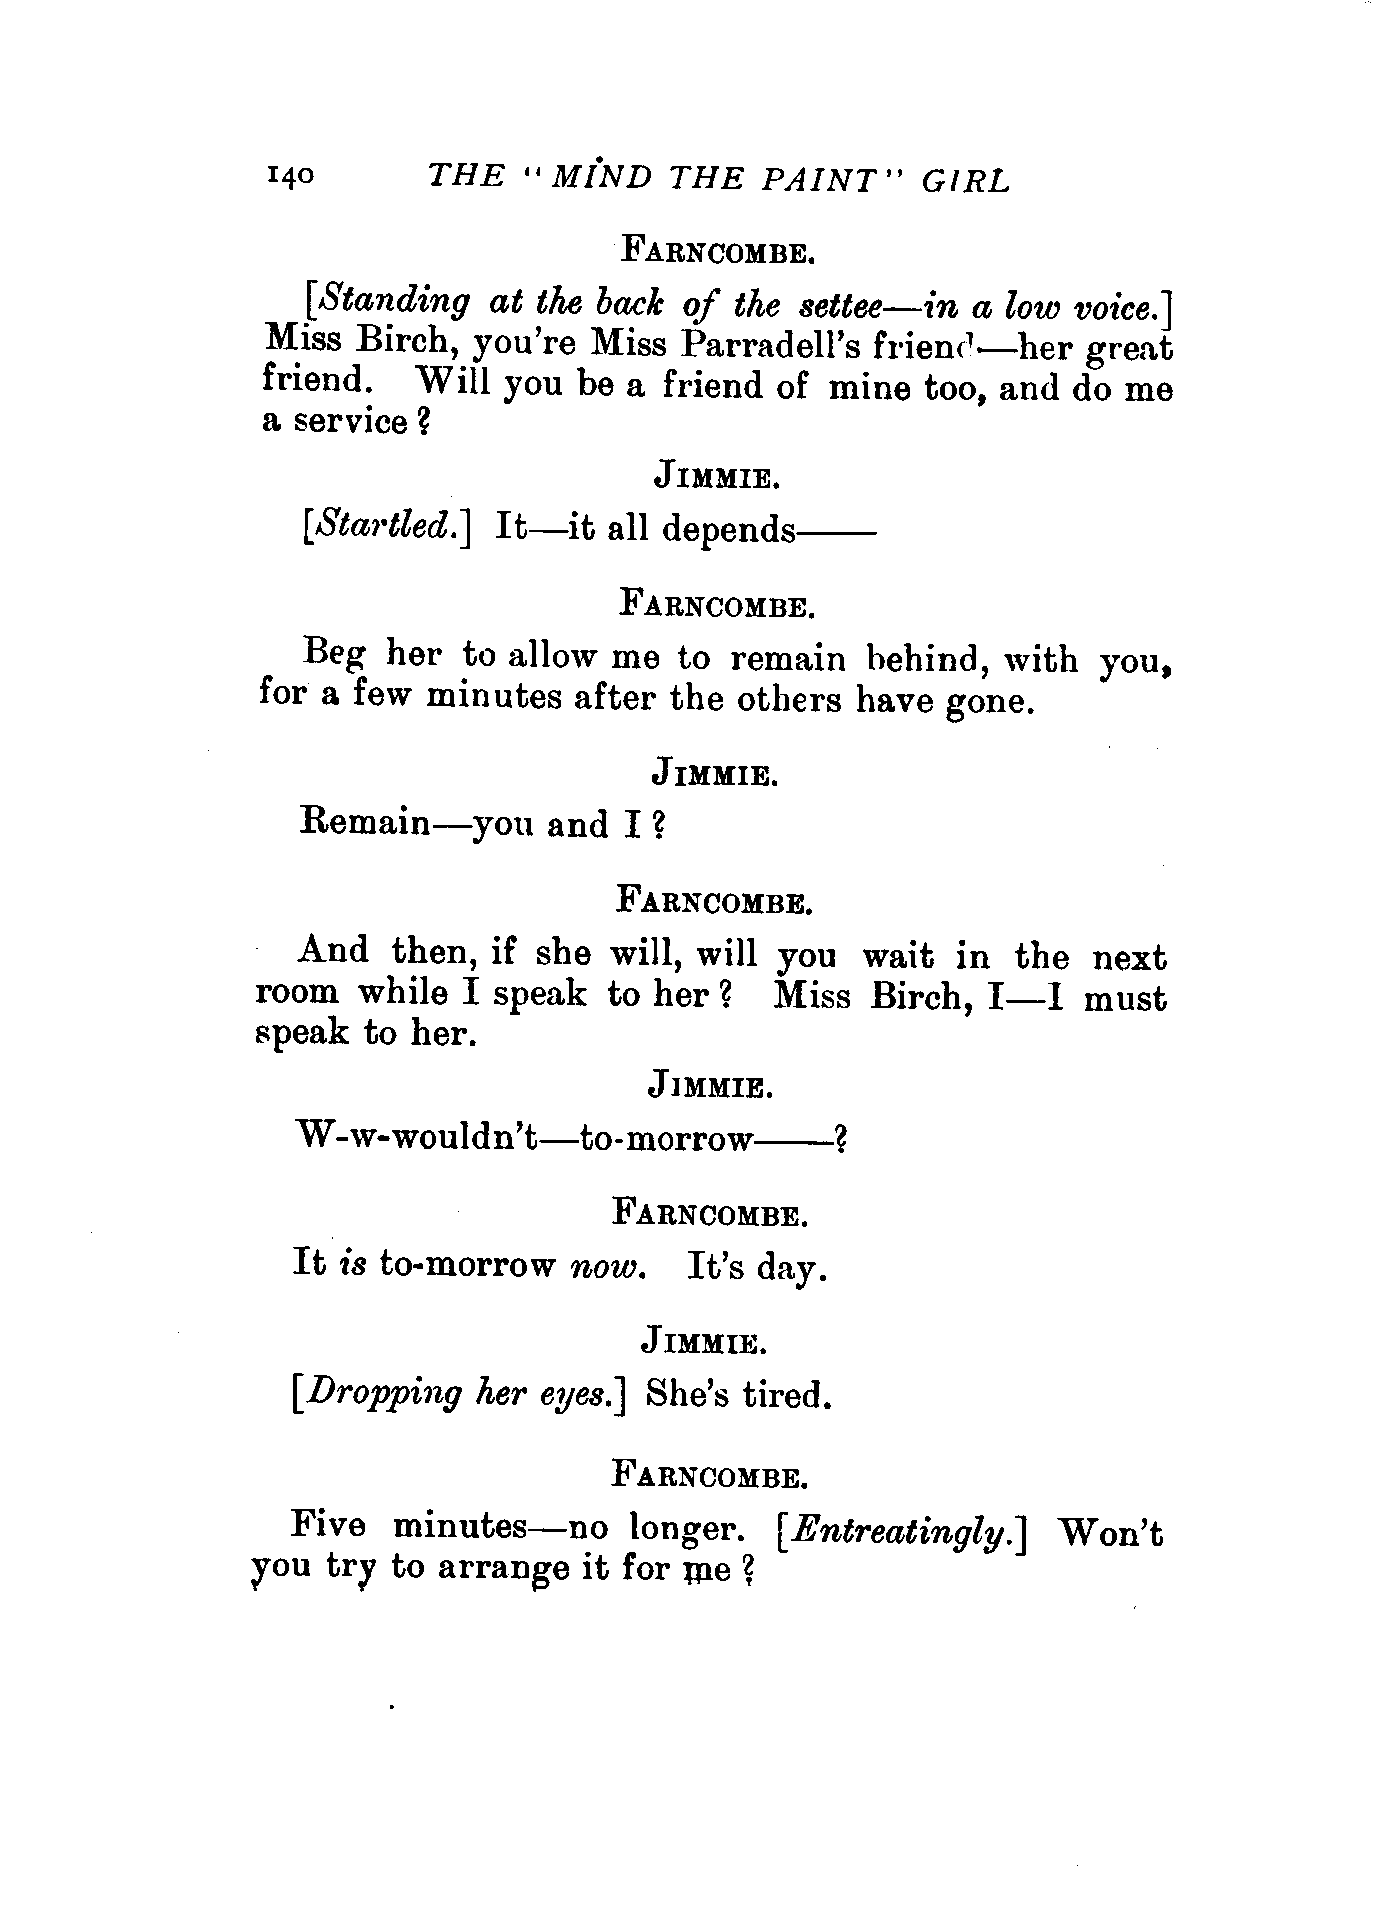 140 THE "MIND THE PAINT" GIRL
FARNCOMBE.
[Standing at the back of the settee—in a low voice.]
Miss Birch, you're Miss Parradell's friend—her great
friend. Will you be a friend of mine too, and do me
a service?
JIMMIE.
[Startled.] It—it all depends——
FARNCOMBE.
Beg her to allow me to remain behind, with you,
for a few minutes after the others have gone.
JIMMIE.
Remain—you and I?
FARNCOMBE.
And then, if she will, will you wait in the next
room while I speak to her? Miss Birch, I—I must
speak to her.
JIMMIE.
W-w-wouldn't—to-morrow——?
FARNCOMBE.
It is to-morrow now. It's day.
JIMMIE.
[Dropping her eyes.] She's tired.
FARNCOMBE.
Five minutes—no longer. [Entreatingly.] Won't
you try to arrange it for me?